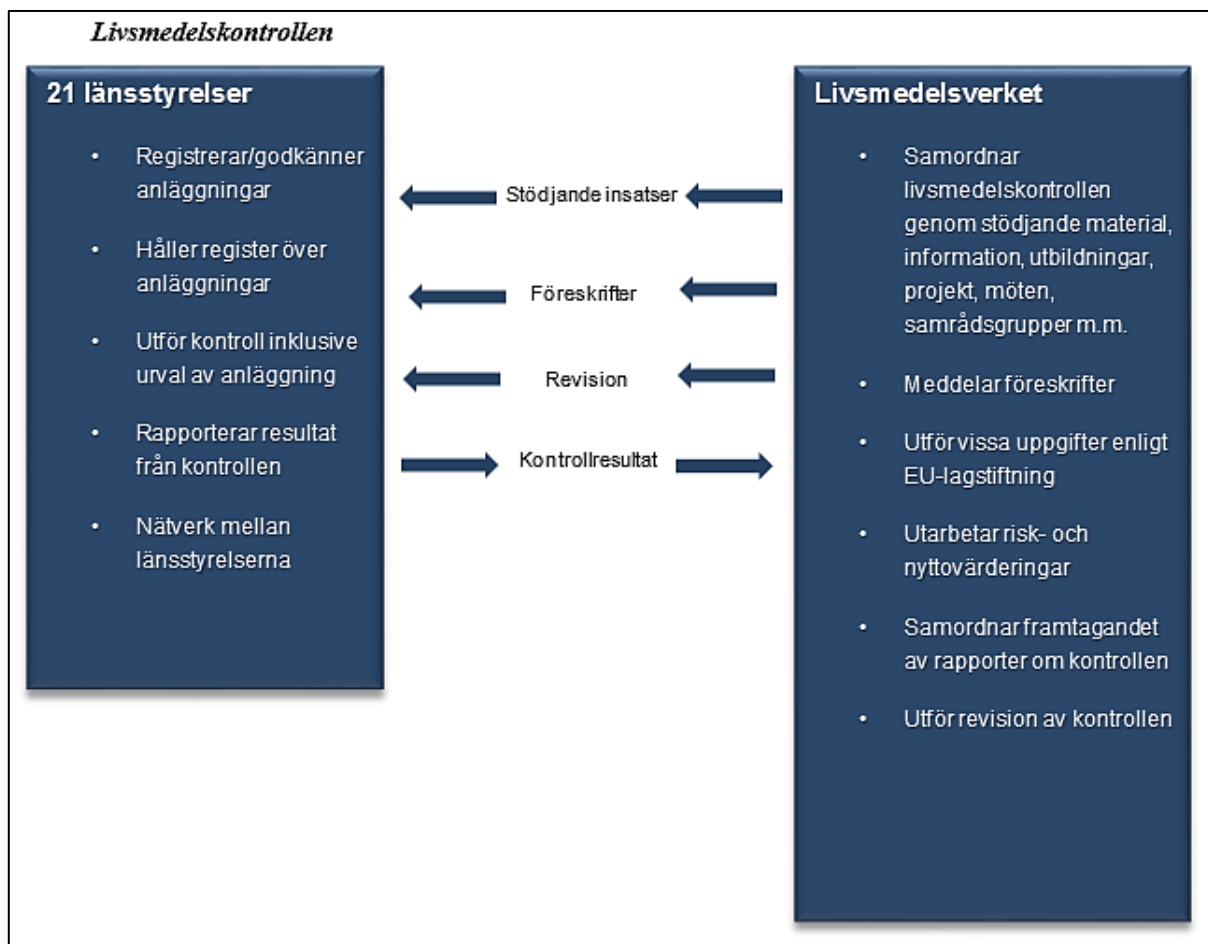 Livsmedelskontrollen
21 länsstyrelser
• Registrerar/godkänner
anläggningar
• Håller register över
anläggningar
• Utför kontroll inklusive
urval av anläggning
• Rapporterar resultat
från kontrollen
• Nätverk mellan
länsstyrelserna
Stödjande insatser
Föreskrifter
Revision
Kontrollresultat
Livsmedelsverket
• Samordnar
livsmedelskontrollen
genom stödjande material,
information, utbildningar,
projekt, möten,
samrådsgrupper m.m.
• Meddelar föreskrifter
• Utför vissa uppgifter enligt
EU-lagstiftning
• Utarbetar risk- och
nyttovärderingar
• Samordnar framtagandet
av rapporter om kontrollen
• Utför revision av kontrollen